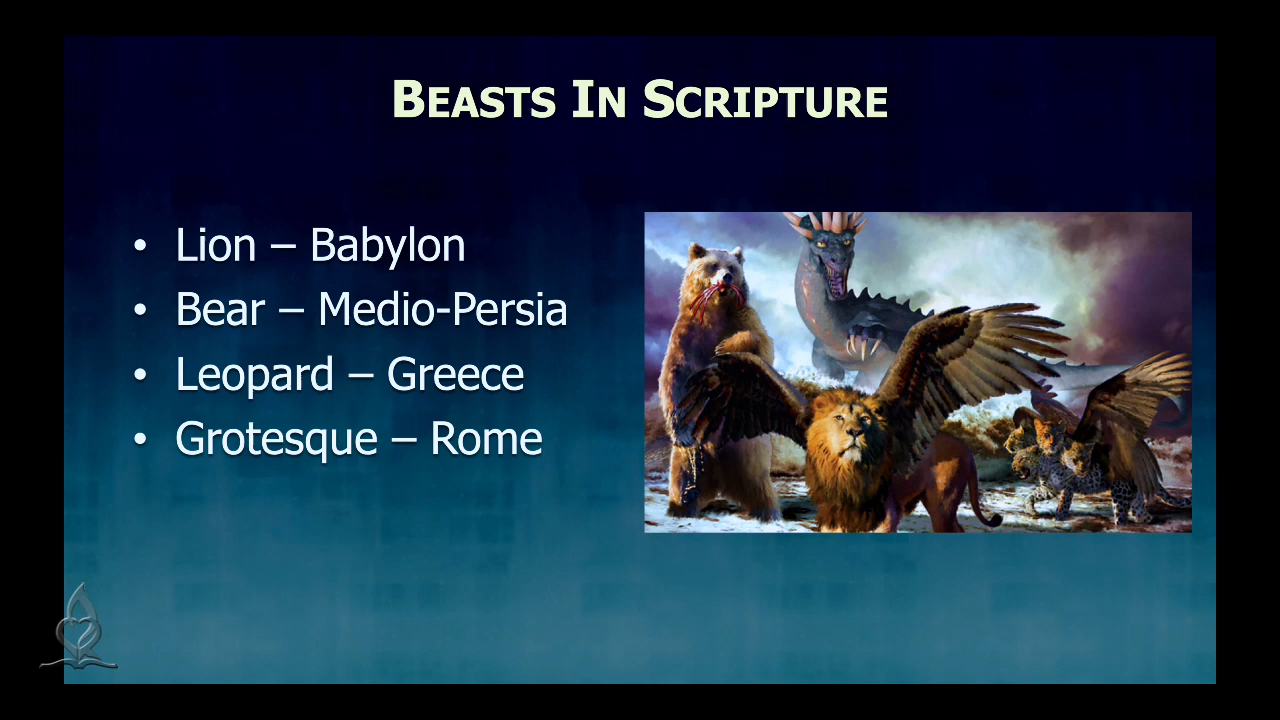 BEASTS IN SCRIPTURE
• Lion – Babylon
• Bear – Medio-Persia
• Leopard – Greece
• Grotesque – Rome